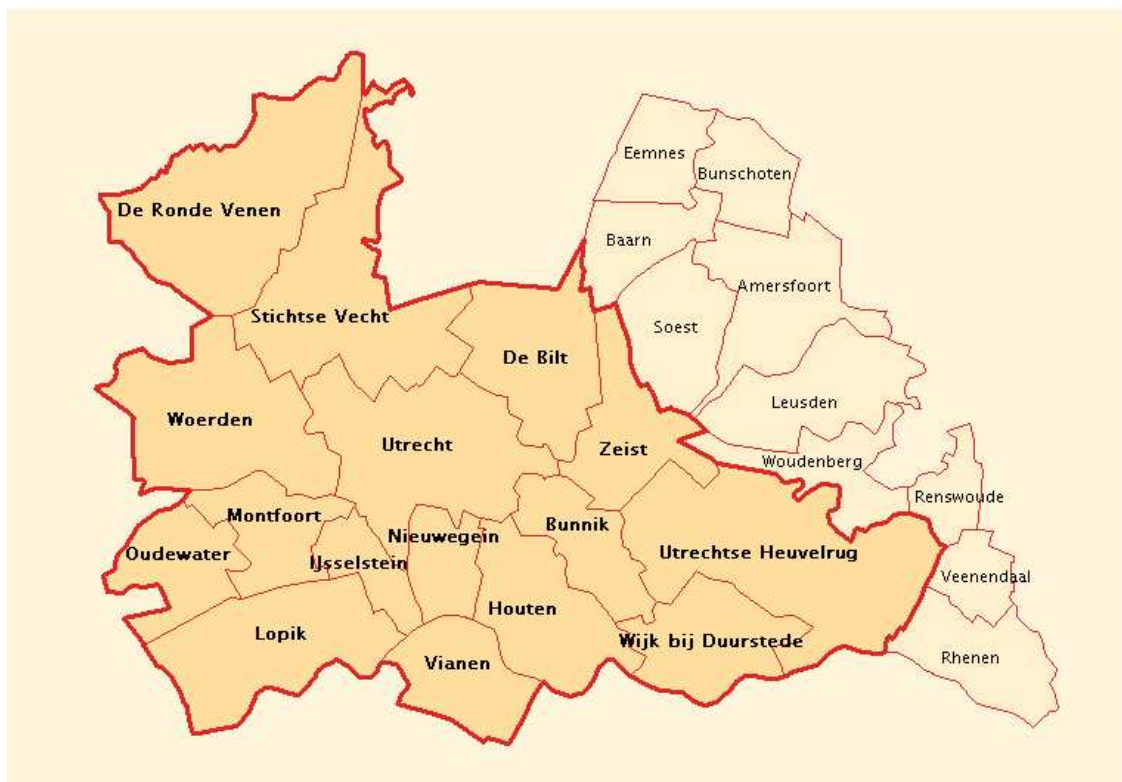 Eemnes
Bunschoten
De Ronde Venen
Baarn
Amersfoort
Stichtse Vecht
Soest
De Bilt
Leusden
Woerden
Utrecht
Zeist
Woudenberg
Renswoude
Montfoort
Bunnik
Nieuwegein
Oudewater
IJsselstein
Utrechtse Heuvelrug
Veenendaal
Houten
Lopik
Wijk bij Duurstede
Vianen
Rhenen